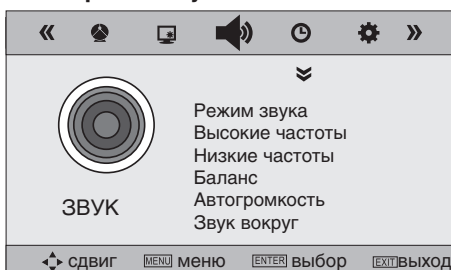 Режим звука
Высокие частоты
Низкие частоты
Баланс
Автогромкость
Звук вокруг
ЗВУК
сдвиг MENU меню ENTER выбор EXIT выход